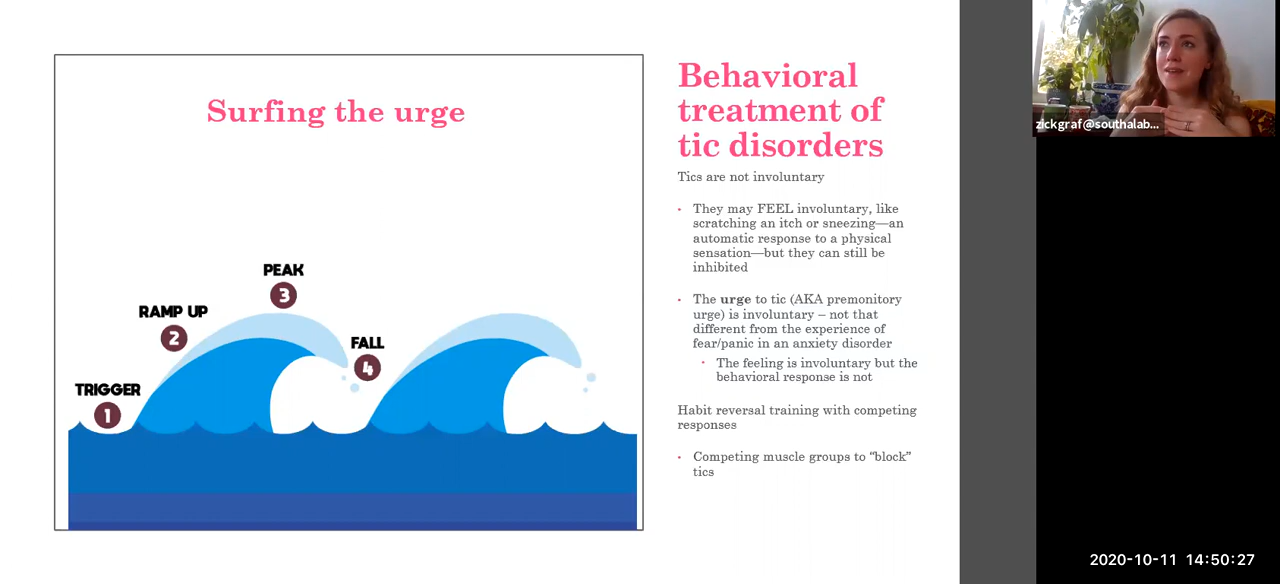 Surfing the urge
PEAK
3
RAMP UP
2
FALL
4
TRIGGER
1
Behavioral
treatment of
tic disorders
Tics are not involuntary
• They may FEEL involuntary, like
scratching an itch or sneezing—an
automatic response to a physical
sensation—but they can still be
inhibited
• The urge to tic (AKA premonitory
urge) is involuntary – not that
different from the experience of
fear/panic in an anxiety disorder
• The feeling is involuntary but the
behavioral response is not
Habit reversal training with competing
responses
• Competing muscle groups to “block”
tics
zickgraf@southalab...
2020-10-11 14:50:27